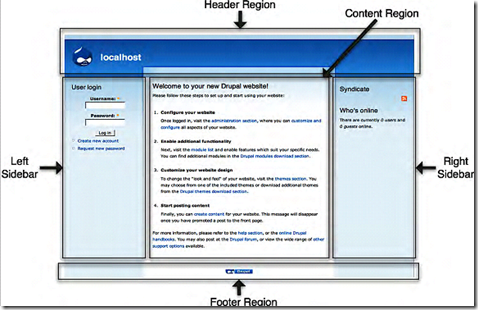 Header Region
Content Region
localhost
User login
Username: *
Password: *
Log in
Create new account
Request new password
Welcome to your new Drupal website!
Please follow these steps to set up and start using your website:
1. Configure your website
Once logged in, visit the administration section, where you can customize and
configure all aspects of your website.
2. Enable additional functionality
Next, visit the module list and enable features which suit your specific needs.
You can find additional modules in the Drupal modules download section.
3. Customize your website design
To change the "look and feel" of your website, visit the themes section. You
may choose from one of the included themes or download additional themes
from the Drupal themes download section.
4. Start posting content
Finally, you can create content for your website. This message will disappear
once you have promoted a post to the front page.
For more information, please refer to the help section, or the online Drupal
handbooks. You may also post at the Drupal forum, or view the wide range of other
support options available.
Syndicate
Who's online
There are currently 0 users and
0 guests online.
Left
Sidebar
Right
Sidebar
Footer Region